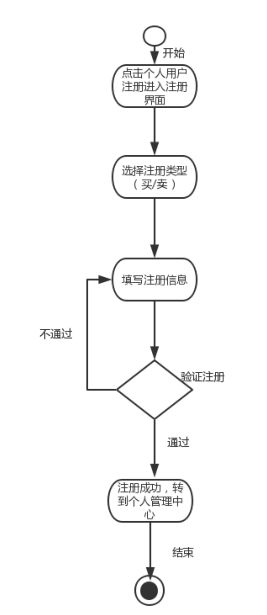 开始
点击个人用户
注册进入注册
界面
选择注册类型
（买/卖）
填写注册信息
不通过
验证注册
通过
注册成功，转
到个人管理中
心
结束